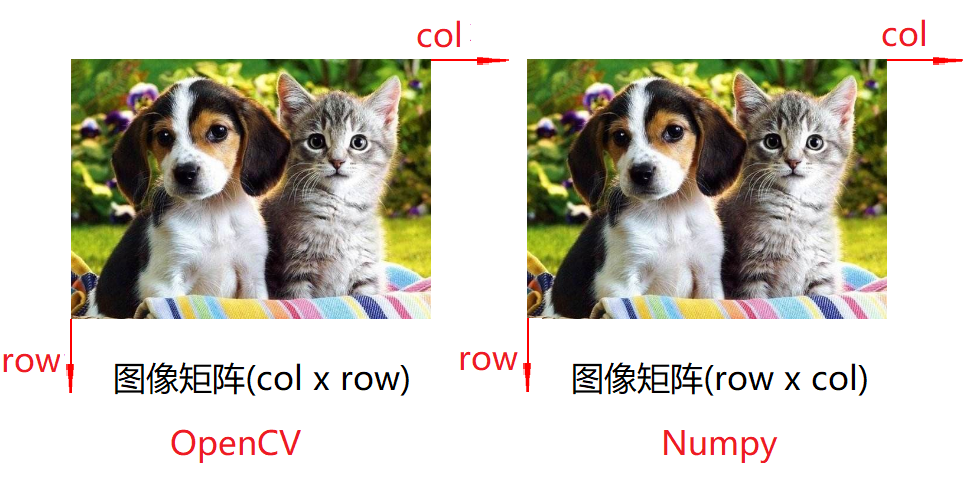 col
col
row
row
图像矩阵(col x row)
图像矩阵(row x col)
OpenCV
Numpy